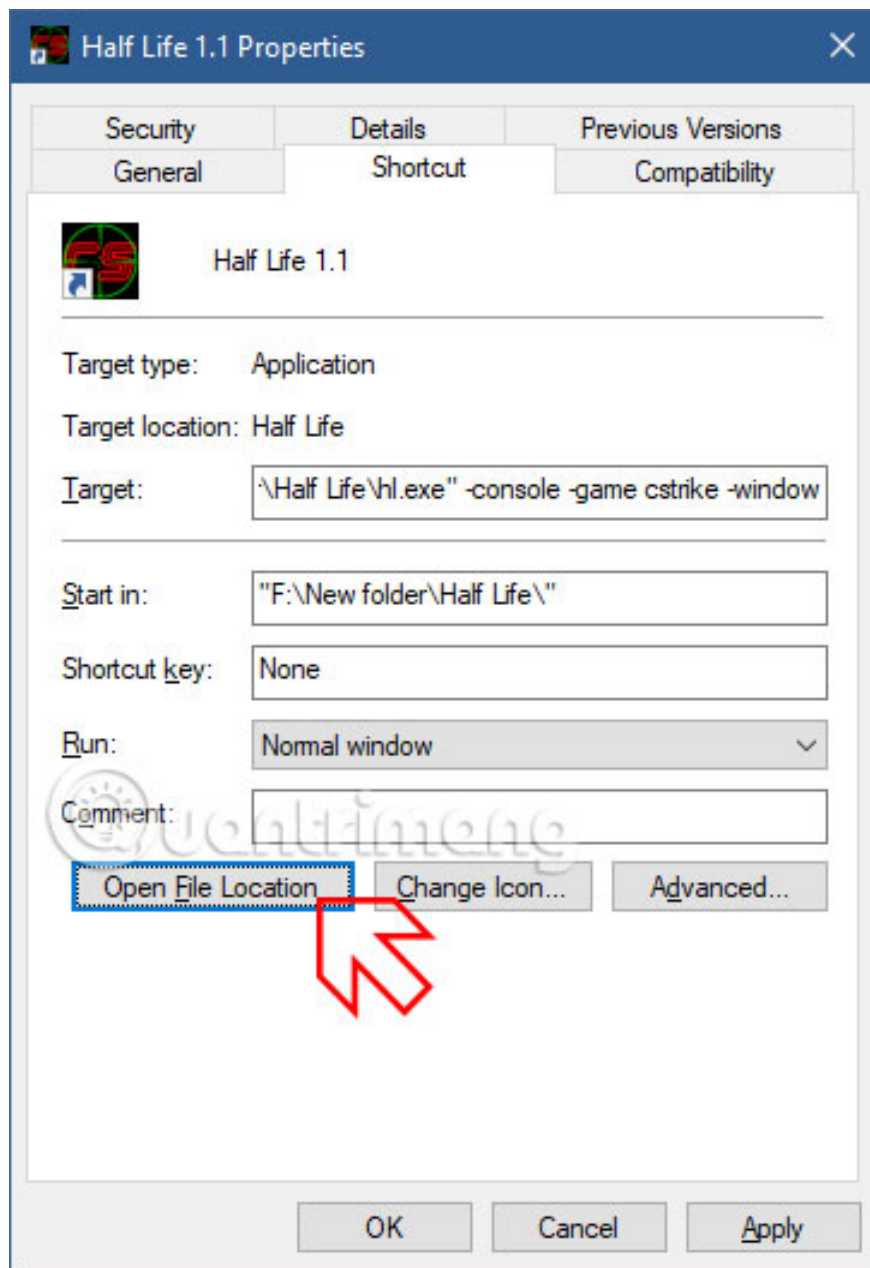 Half Life 1.1 Properties
Security Details Previous Versions
General Shortcut Compatibility
CS
Half Life 1.1
Target type: Application
Target location: Half Life
Target: \Half Life\hl.exe" -console -game cstrike -window
Start in: "F:\New folder\Half Life\"
Shortcut key: None
Run: Normal window
Comment:
Quantrimang
Open File Location Change Icon... Advanced...
OK Cancel Apply